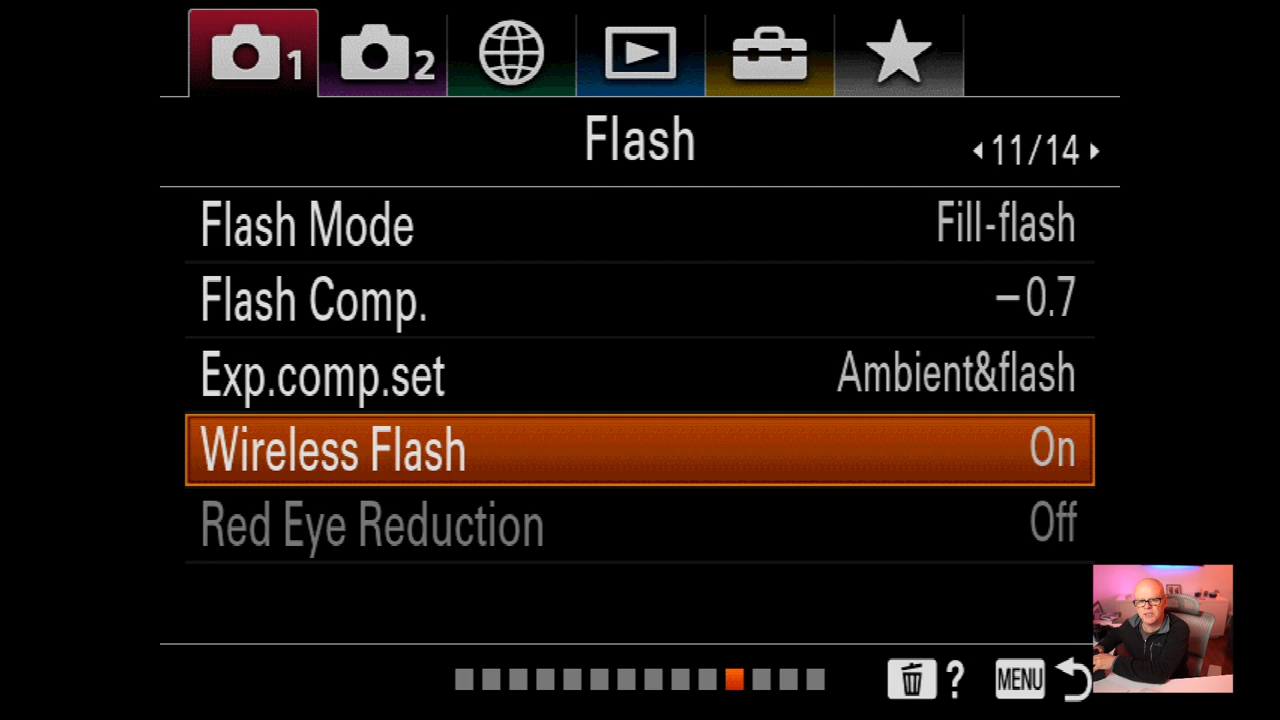 1 2
Flash
11/14
Flash Mode Fill-flash
Flash Comp. −0.7
Exp.comp.set Ambient&flash
Wireless Flash On
Red Eye Reduction Off
? MENU